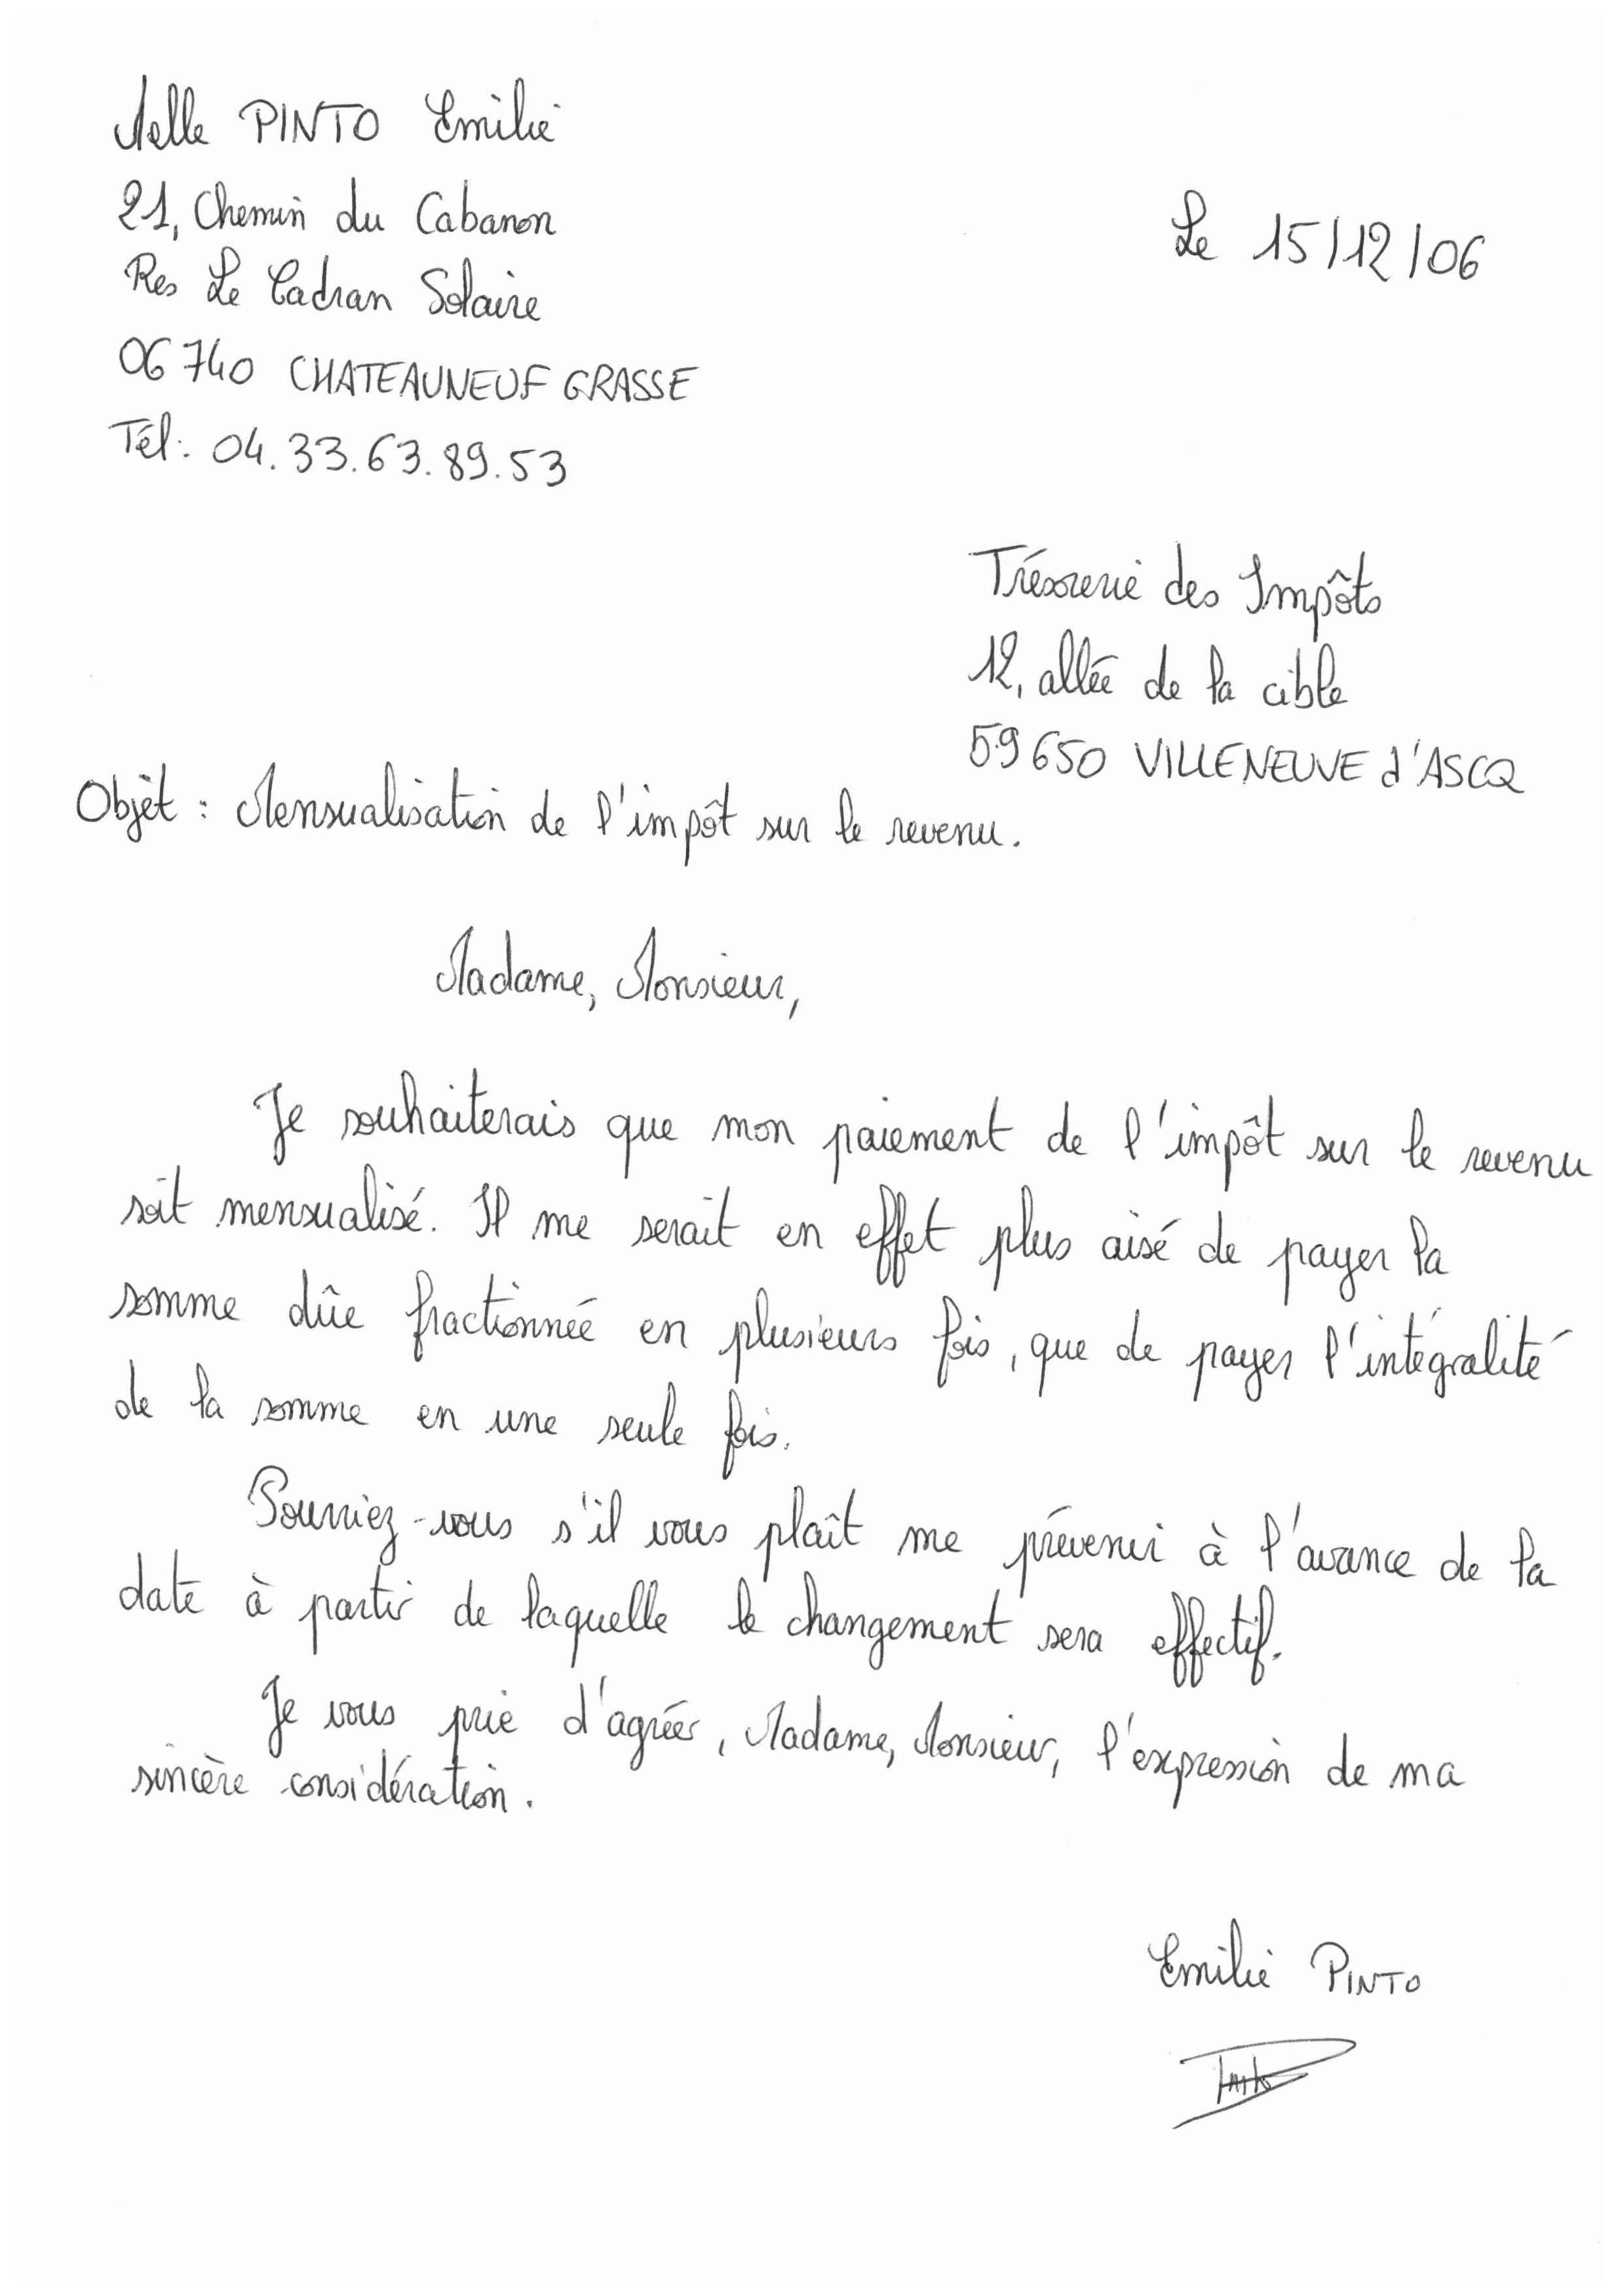 Melle PINTO Emilie
21, Chemin du Cabanon
Res Le Cadran Solaire
06740 CHATEAUNEUF GRASSE
Tél: 04.33.63.89.53
Le 15/12/06
Trésorerie des Impôts
12, allée de la cible
59650 VILLENEUVE d'ASCQ
Objet : Mensualisation de l'impôt sur le revenu.
Madame, Monsieur,
Je souhaiterais que mon paiement de l'impôt sur le revenu
soit mensualisé. Il me serait en effet plus aisé de payer la
somme dûe fractionnée en plusieurs fois, que de payer l'intégralité
de la somme en une seule fois.
Pourriez-vous s'il vous plaît me prévenir à l'avance de la
date à partir de laquelle le changement sera effectif.
Je vous prie d'agréer, Madame, Monsieur, l'expression de ma
sincère considération.
Emilie PINTO
Pinto